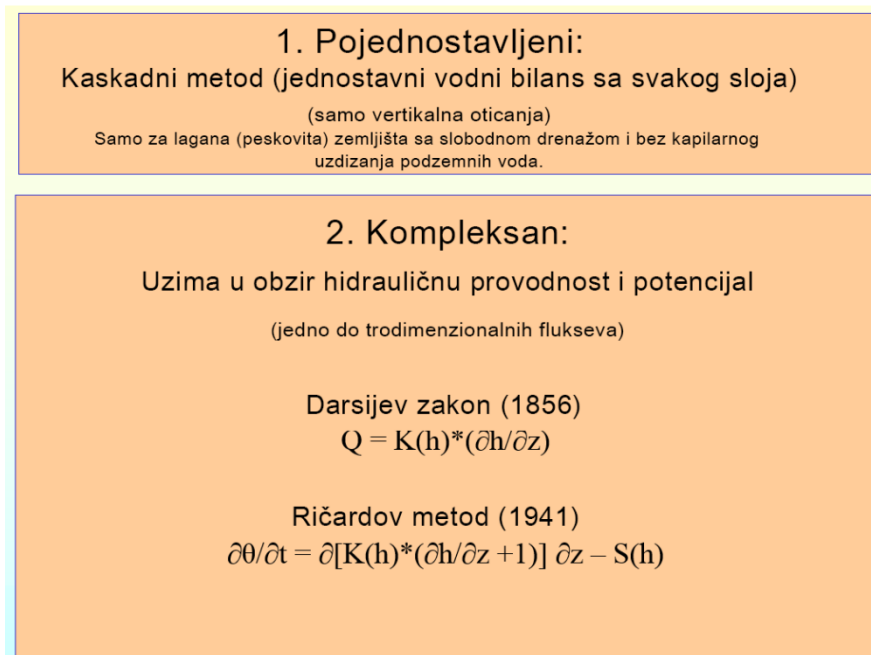 1. Pojednostavljeni:
Kaskadni metod (jednostavni vodni bilans sa svakog sloja)
(samo vertikalna oticanja)
Samo za lagana (peskovita) zemljišta sa slobodnom drenažom i bez kapilarnog
uzdizanja podzemnih voda.
2. Kompleksan:
Uzima u obzir hidrauličnu provodnost i potencijal
(jedno do trodimenzionalnih flukseva)
Darsijev zakon (1856)
Q = K(h)*(∂h/∂z)
Ričardov metod (1941)
∂θ/∂t = ∂[K(h)*(∂h/∂z +1)] ∂z – S(h)